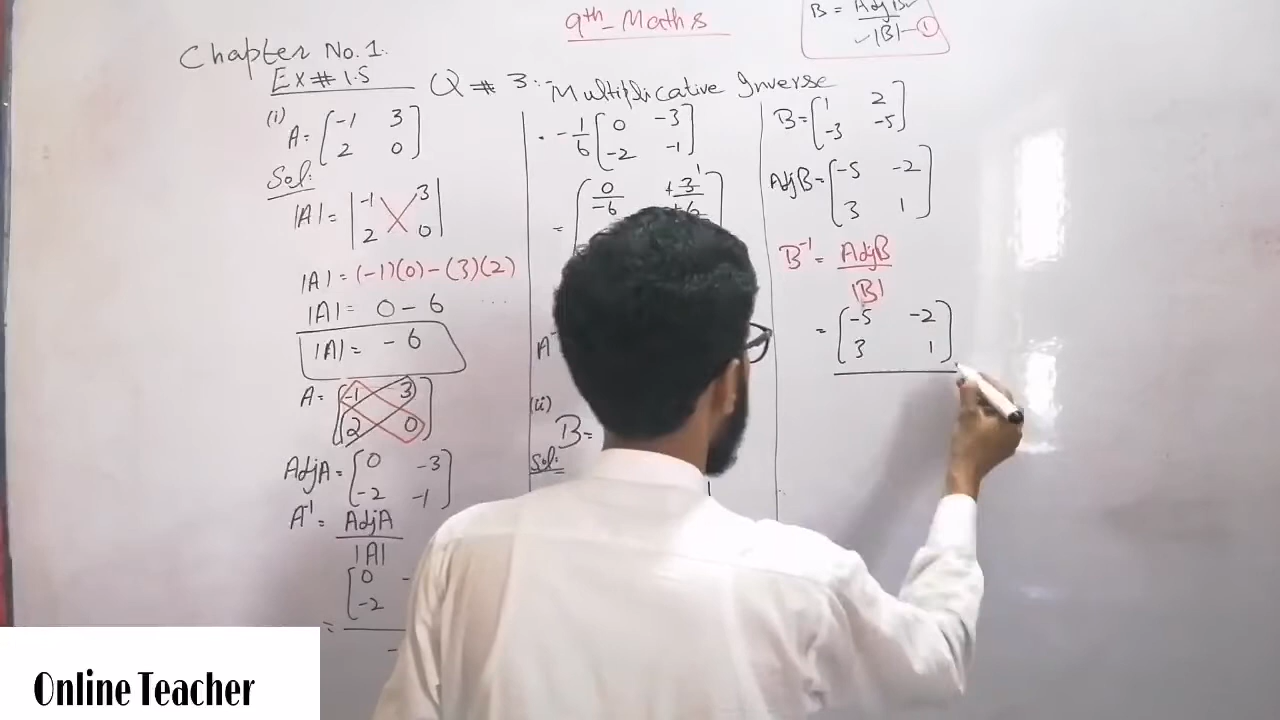 9th-Maths
B = AdjB
|B| - ①
Chapter No. 1.
Ex # 1.5
Q # 3: Multiplicative Inverse
(i)
A = [-1 3
2 0]
Sol:
|A| = |-1 3
2 0|
|A| = (-1)(0) - (3)(2)
|A| = 0 - 6
|A| = - 6
A = [-1 3
2 0]
AdjA = [0 -3
-2 -1]
A⁻¹ = AdjA
|A|
= [0 -
-2
-
. -1/6 [0 -3
-2 -1]
= [0/-6 +3/+6 1
A⁻
(ii)
B =
Sol:
B = [1 2
-3 -5]
AdjB = [-5 -2
3 1]
B⁻¹ = AdjB
|B|
= [-5 -2
3 1]
Online Teacher